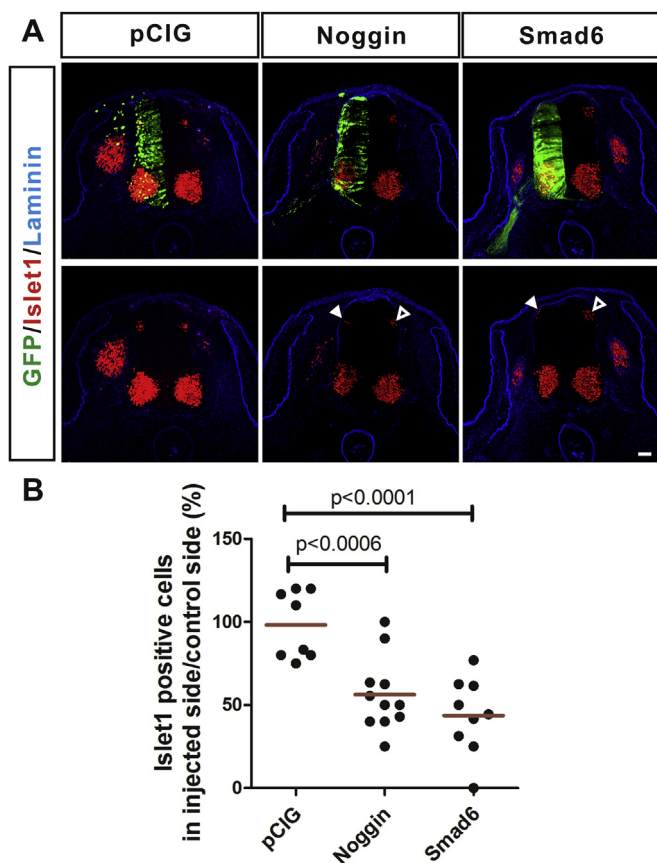 A
pCIG
Noggin
Smad6
GFP/Islet1/Laminin
B
p<0.0001
p<0.0006
Islet1 positive cells
in injected side/control side (%)
150
100
50
0
pCIG
Noggin
Smad6